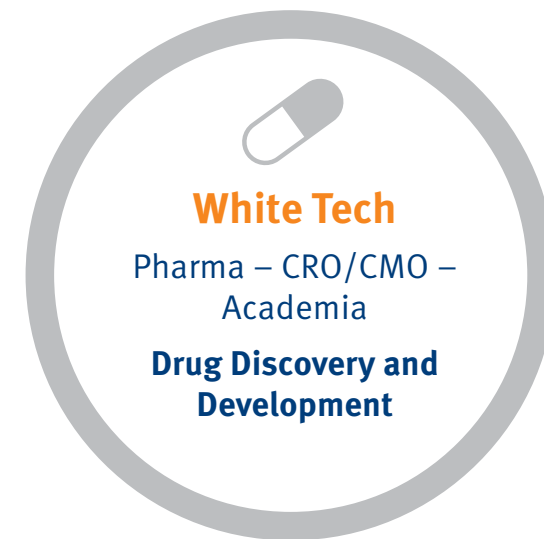 White Tech
Pharma – CRO/CMO –
Academia
Drug Discovery and
Development